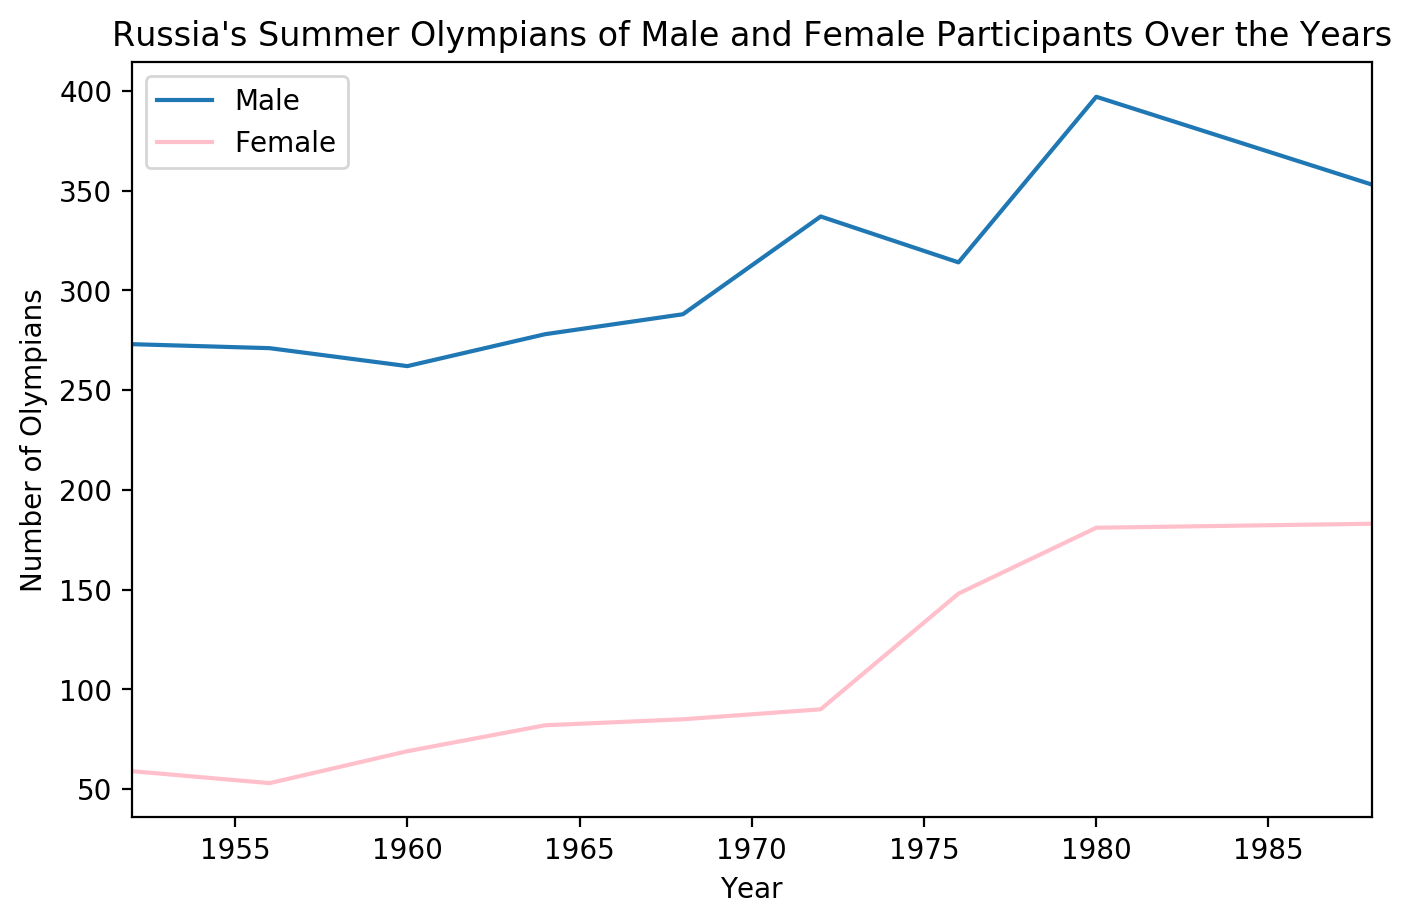 Russia's Summer Olympians of Male and Female Participants Over the Years
Male
Female
400
350
300
250
200
150
100
50
Number of Olympians
1955 1960 1965 1970 1975 1980 1985
Year